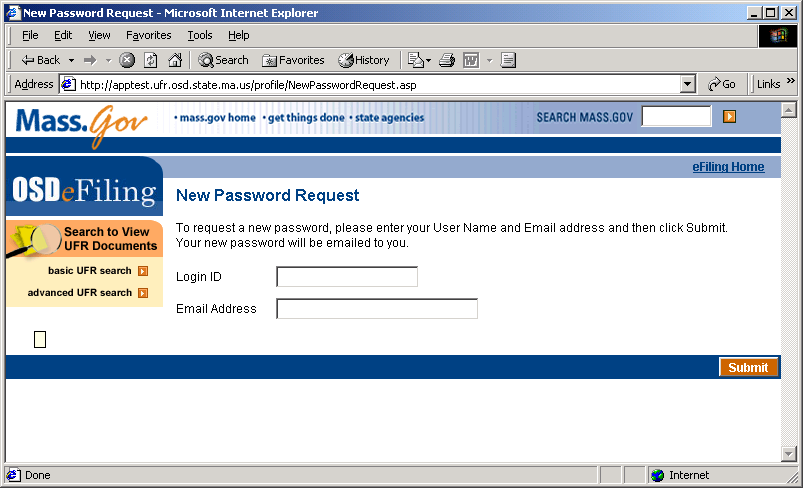 New Password Request - Microsoft Internet Explorer
File Edit View Favorites Tools Help
Back Search Favorites History
Address http://apptest.ufr.osd.state.ma.us/profile/NewPasswordRequest.asp Go Links »
Mass.Gov • mass.gov home • get things done • state agencies SEARCH MASS.GOV
eFiling Home
OSDeFiling
New Password Request
To request a new password, please enter your User Name and Email address and then click Submit.
Your new password will be emailed to you.
Search to View
UFR Documents
basic UFR search
advanced UFR search
Login ID
Email Address
Submit
Done Internet